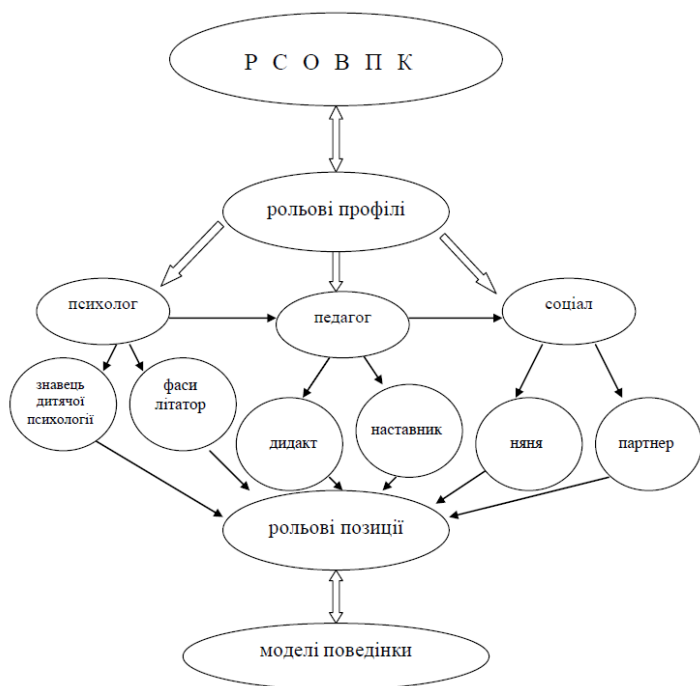 Р С О В П К
рольові профілі
психолог
педагог
соціал
знавець
дитячої
психології
фаси
літатор
дидакт
наставник
няня
партнер
рольові позиції
моделі поведінки